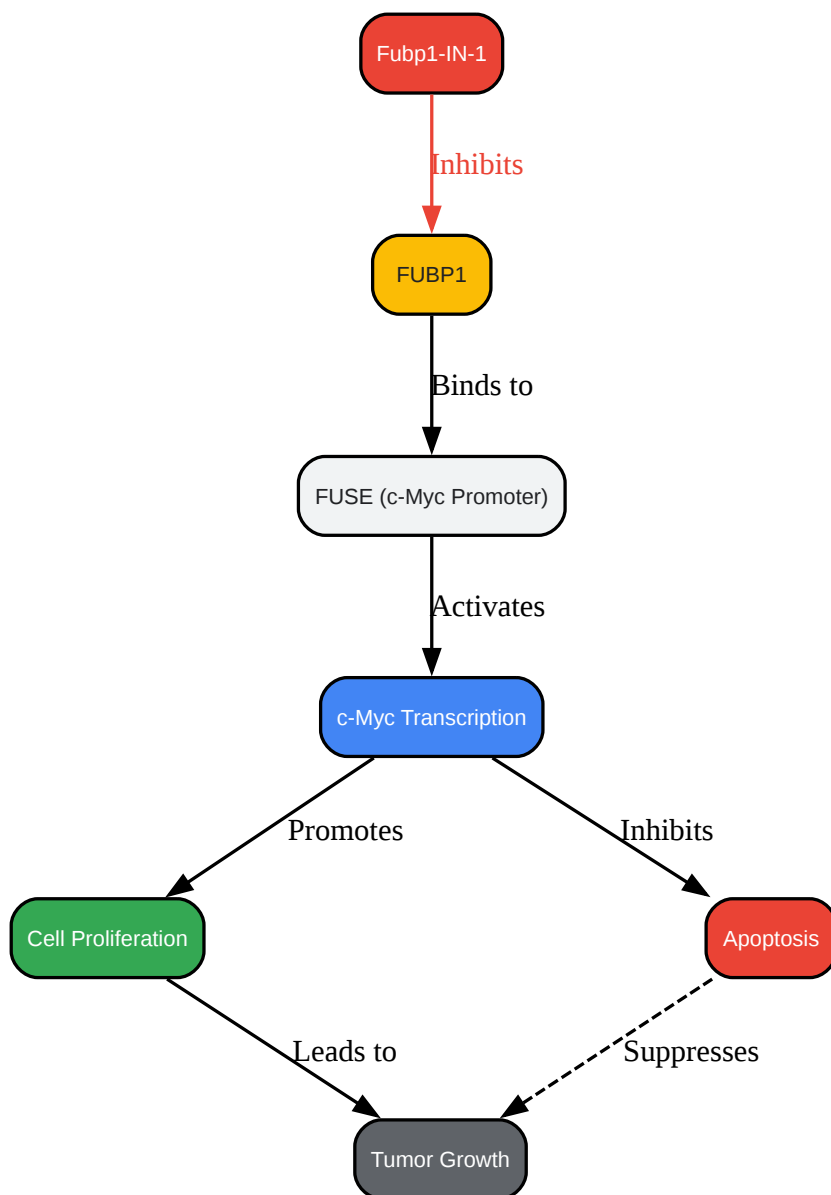 Fubp1-IN-1
Inhibits
FUBP1
Binds to
FUSE (c-Myc Promoter)
Activates
c-Myc Transcription
Promotes
Inhibits
Cell Proliferation
Apoptosis
Leads to
Suppresses
Tumor Growth